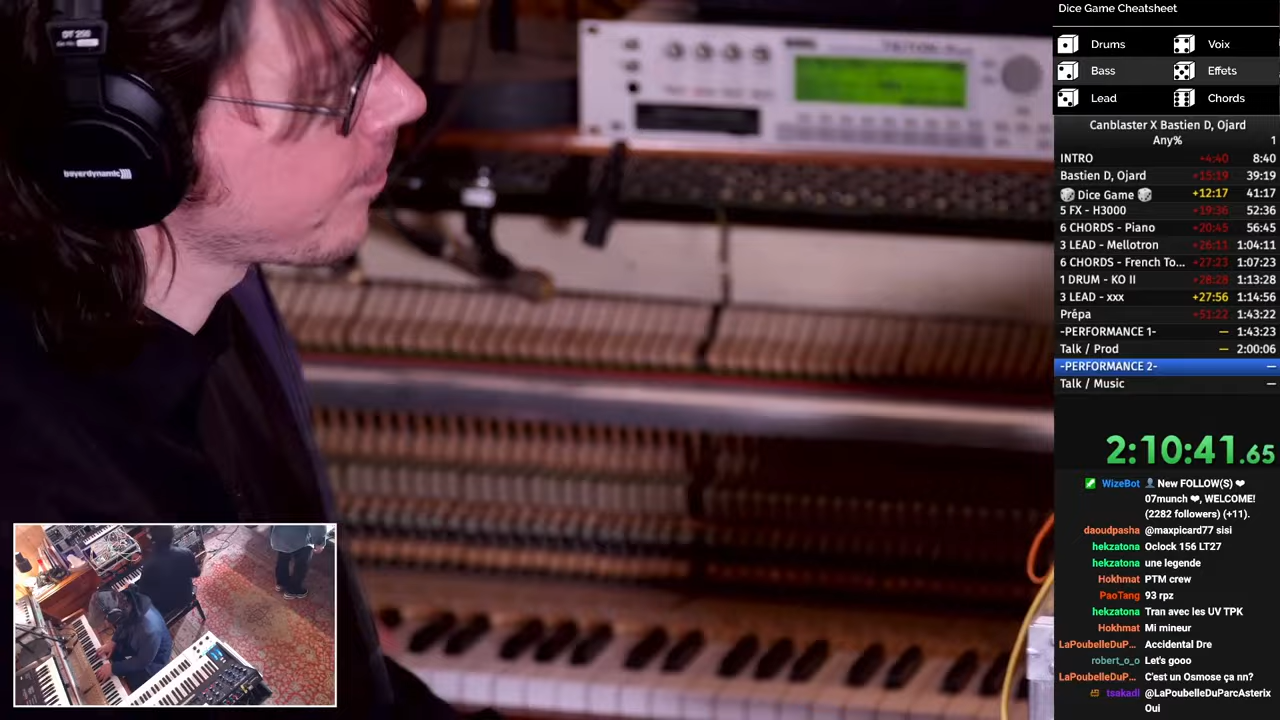 DT 250
beyerdynamic
Dice Game Cheatsheet
Drums Voix
Bass Effets
Lead Chords
Canblaster X Bastien D, Ojard
Any% 1
INTRO +4:40 8:40
Bastien D, Ojard +15:19 39:19
🎲 Dice Game 🎲 +12:17 41:17
5 FX - H3000 +19:36 52:36
6 CHORDS - Piano +20:45 56:45
3 LEAD - Mellotron +26:11 1:04:11
6 CHORDS - French To... +27:23 1:07:23
1 DRUM - KO II +28:28 1:13:28
3 LEAD - xxx +27:56 1:14:56
Prépa +51:22 1:43:22
-PERFORMANCE 1- — 1:43:23
Talk / Prod — 2:00:06
-PERFORMANCE 2- —
Talk / Music —
2:10:41.65
WizeBot 👤 New FOLLOW(S) ❤
07munch ❤, WELCOME!
(2282 followers) (+11).
daoudpasha @maxpicard77 sisi
hekzatona Oclock 156 LT27
hekzatona une legende
Hokhmat PTM crew
PaoTang 93 rpz
hekzatona Tran avec les UV TPK
Hokhmat Mi mineur
LaPoubelleDuP... Accidental Dre
robert_o_o Let's gooo
LaPoubelleDuP... C'est un Osmose ça nn?
tsakadi @LaPoubelleDuParcAsterix
Oui